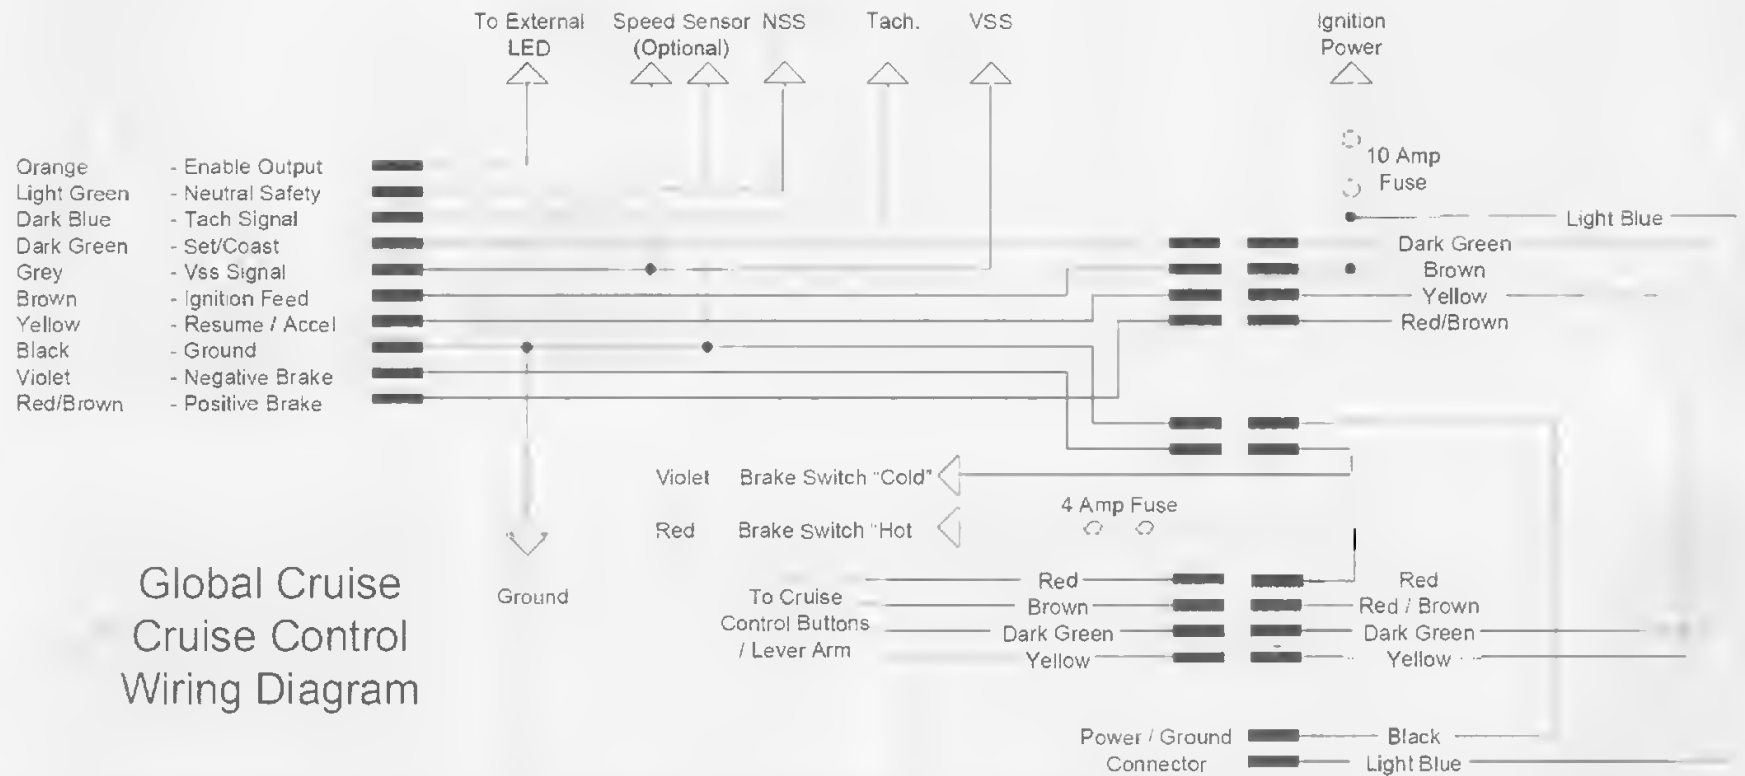 To External
LED
Speed Sensor
(Optional)
NSS
Tach.
VSS
Ignition
Power
10 Amp
Fuse
Orange - Enable Output
Light Green - Neutral Safety
Dark Blue - Tach Signal
Dark Green - Set/Coast
Grey - Vss Signal
Brown - Ignition Feed
Yellow - Resume / Accel
Black - Ground
Violet - Negative Brake
Red/Brown - Positive Brake
Light Blue
Dark Green
Brown
Yellow
Red/Brown
Violet Brake Switch "Cold"
4 Amp Fuse
Red Brake Switch "Hot
Ground
Global Cruise
Cruise Control
Wiring Diagram
To Cruise
Control Buttons
/ Lever Arm
Red
Brown
Dark Green
Yellow
Red
Red / Brown
Dark Green
Yellow
Power / Ground
Connector
Black
Light Blue